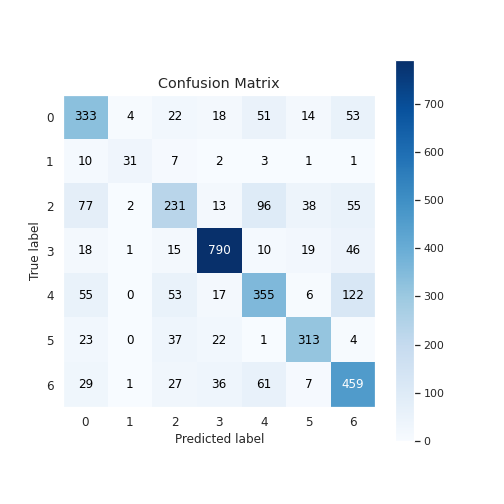 Confusion Matrix
0 333 4 22 18 51 14 53
1 10 31 7 2 3 1 1
2 77 2 231 13 96 38 55
3 18 1 15 790 10 19 46
4 55 0 53 17 355 6 122
5 23 0 37 22 1 313 4
6 29 1 27 36 61 7 459
0 1 2 3 4 5 6
Predicted label
True label
700
600
500
400
300
200
100
0